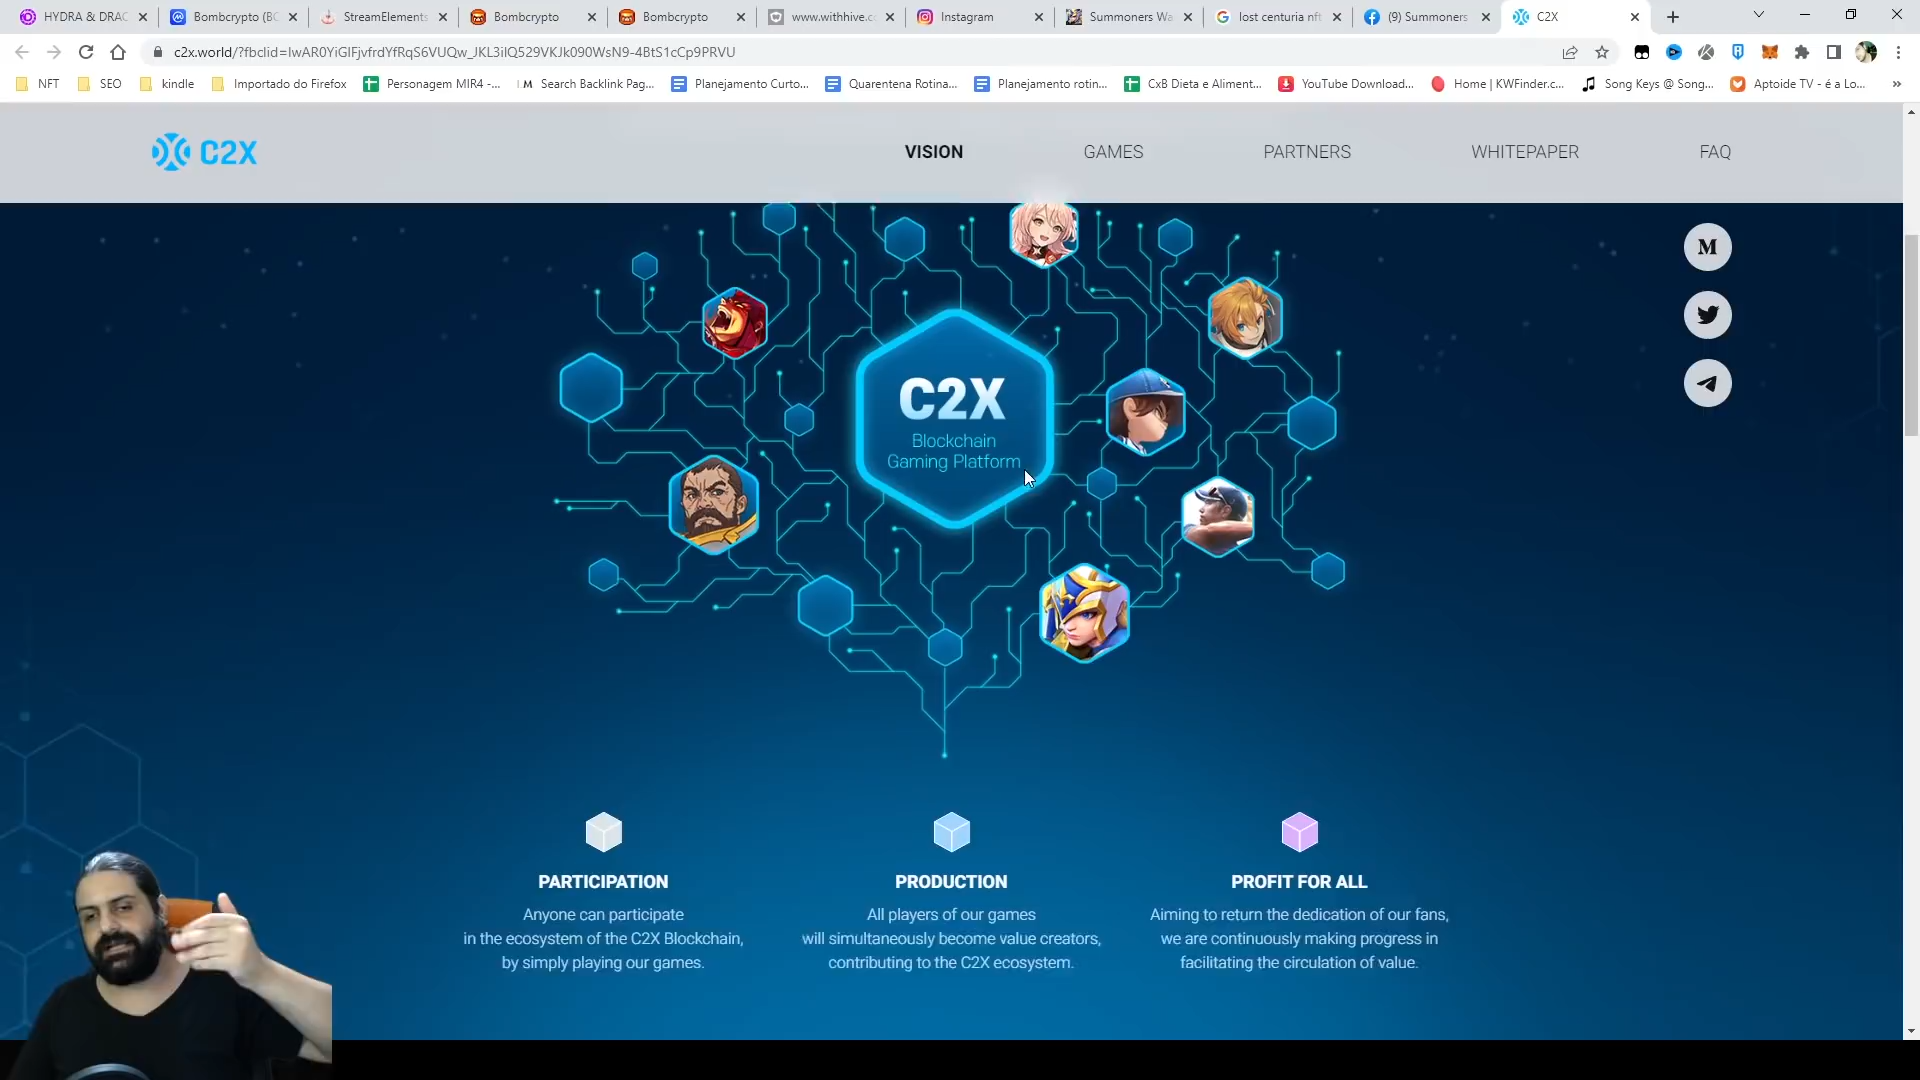 HYDRA & DRAC
Bombcrypto (BC
StreamElements
Bombcrypto
Bombcrypto
www.withhive.c
Instagram
Summoners Wa
lost centuria nft
(9) Summoners
C2X
c2x.world/?fbclid=IwAR0YiGIFjvfrdYfRqS6VUQw_JKL3iIQ529VKJk090WsN9-4BtS1cCp9PRVU
NFT
SEO
kindle
Importado do Firefox
Personagem MIR4 -...
Search Backlink Pag...
Planejamento Curto...
Quarentena Rotina...
Planejamento rotin...
CxB Dieta e Aliment...
YouTube Download...
Home | KWFinder.c...
Song Keys @ Song...
Aptoide TV - é a Lo...
C2X
VISION
GAMES
PARTNERS
WHITEPAPER
FAQ
M
C2X
Blockchain
Gaming Platform
PARTICIPATION
Anyone can participate
in the ecosystem of the C2X Blockchain,
by simply playing our games.
PRODUCTION
All players of our games
will simultaneously become value creators,
contributing to the C2X ecosystem.
PROFIT FOR ALL
Aiming to return the dedication of our fans,
we are continuously making progress in
facilitating the circulation of value.